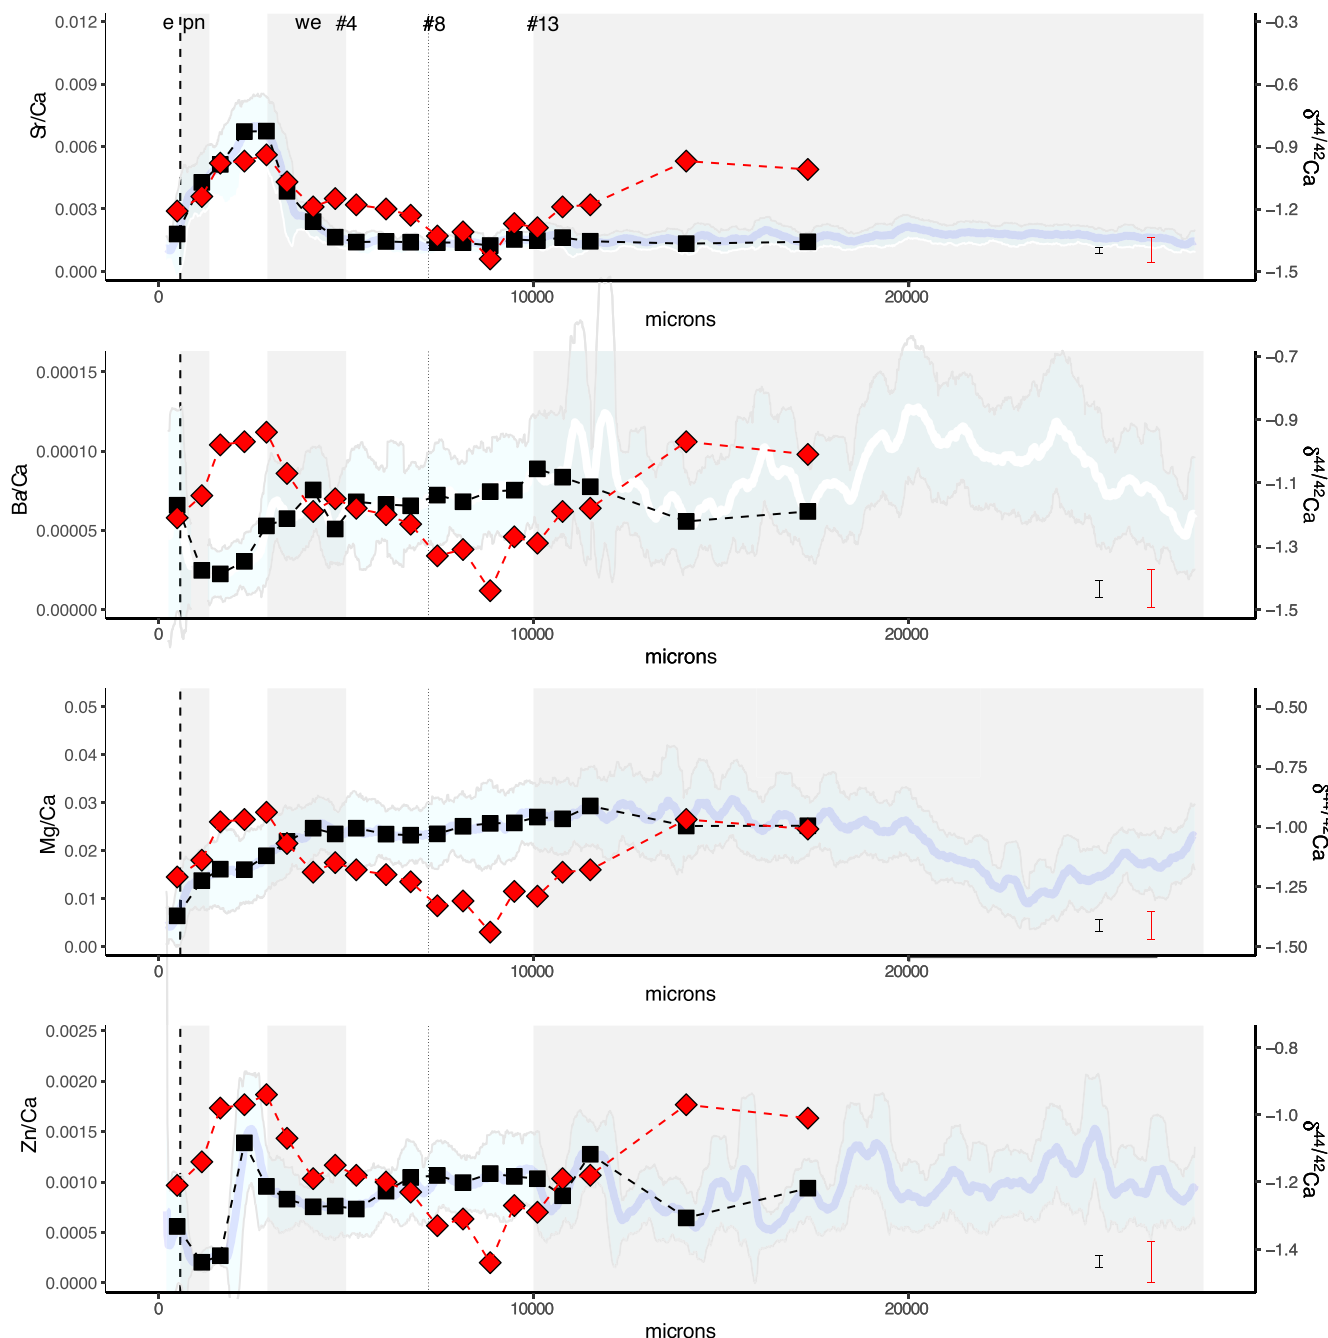 e pn we #4 #8 #13
0.012
0.009
0.006
0.003
0.000
Sr/Ca
−0.3
−0.6
−0.9
−1.2
−1.5
δ44/42Ca
0 10000 20000
microns
0.00015
0.00010
0.00005
0.00000
Ba/Ca
−0.7
−0.9
−1.1
−1.3
−1.5
δ44/42Ca
0 10000 20000
microns
0.05
0.04
0.03
0.02
0.01
0.00
Mg/Ca
−0.50
−0.75
−1.00
−1.25
−1.50
δ44/42Ca
0 10000 20000
microns
0.0025
0.0020
0.0015
0.0010
0.0005
0.0000
Zn/Ca
−0.8
−1.0
−1.2
−1.4
δ44/42Ca
0 10000 20000
microns